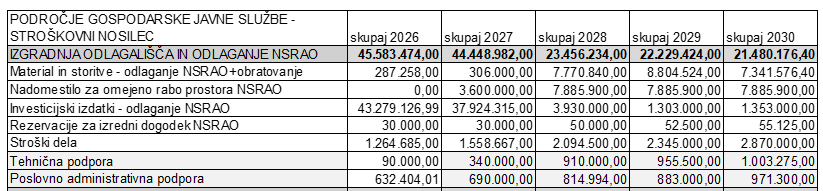 PODROČJE GOSPODARSKE JAVNE SLUŽBE -
STROŠKOVNI NOSILEC skupaj 2026 skupaj 2027 skupaj 2028 skupaj 2029 skupaj 2030
IZGRADNJA ODLAGALIŠČA IN ODLAGANJE NSRAO 45.583.474,00 44.448.982,00 23.456.234,00 22.229.424,00 21.480.176,40
Material in storitve - odlaganje NSRAO+obratovanje 287.258,00 306.000,00 7.770.840,00 8.804.524,00 7.341.576,40
Nadomestilo za omejeno rabo prostora NSRAO 0,00 3.600.000,00 7.885.900,00 7.885.900,00 7.885.900,00
Investicijski izdatki - odlaganje NSRAO 43.279.126,99 37.924.315,00 3.930.000,00 1.303.000,00 1.353.000,00
Rezervacije za izredni dogodek NSRAO 30.000,00 30.000,00 50.000,00 52.500,00 55.125,00
Stroški dela 1.264.685,00 1.558.667,00 2.094.500,00 2.345.000,00 2.870.000,00
Tehnična podpora 90.000,00 340.000,00 910.000,00 955.500,00 1.003.275,00
Poslovno administrativna podpora 632.404,01 690.000,00 814.994,00 883.000,00 971.300,00